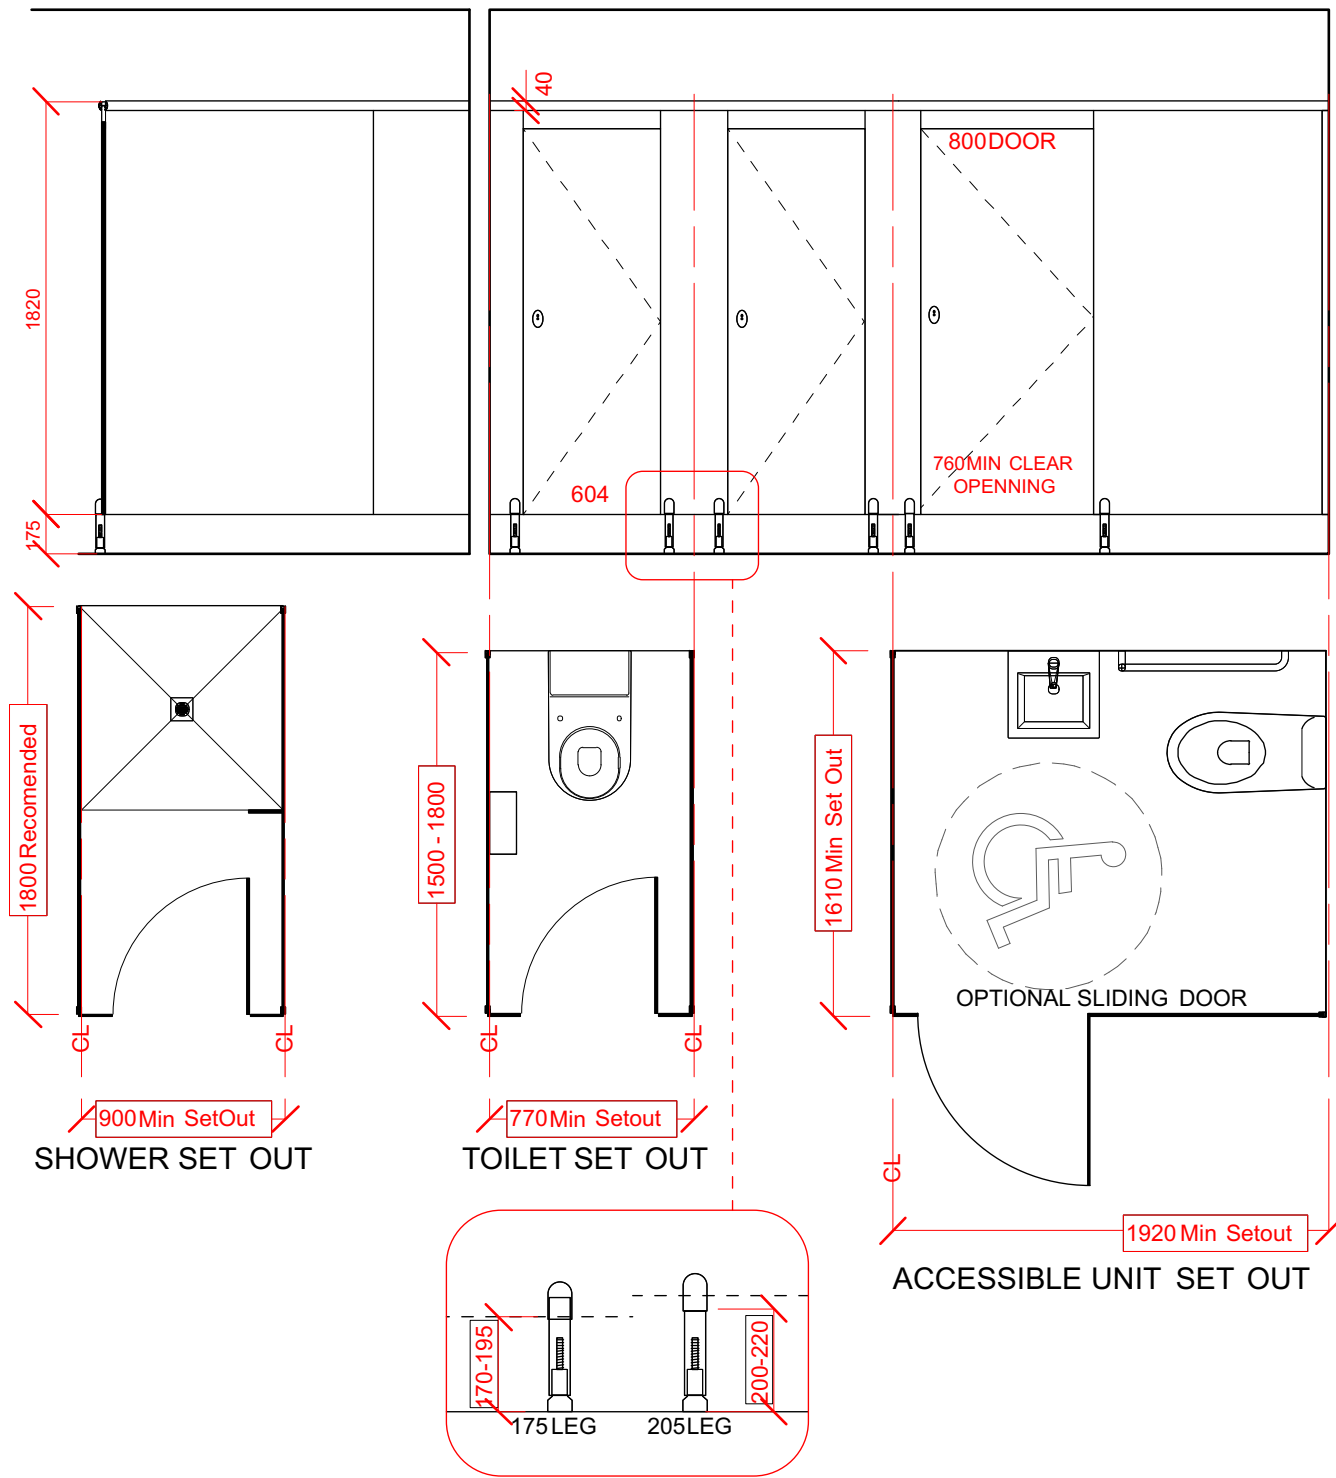 40
800DOOR
1820
760MIN CLEAR
OPENNING
604
175
1800 Recomended
1500 - 1800
1610 Min Set Out
OPTIONAL SLIDING DOOR
CL
CL
CL
CL
900Min SetOut
770Min Setout
SHOWER SET OUT
TOILET SET OUT
CL
1920Min Setout
ACCESSIBLE UNIT SET OUT
170-195
200-220
175LEG
205LEG